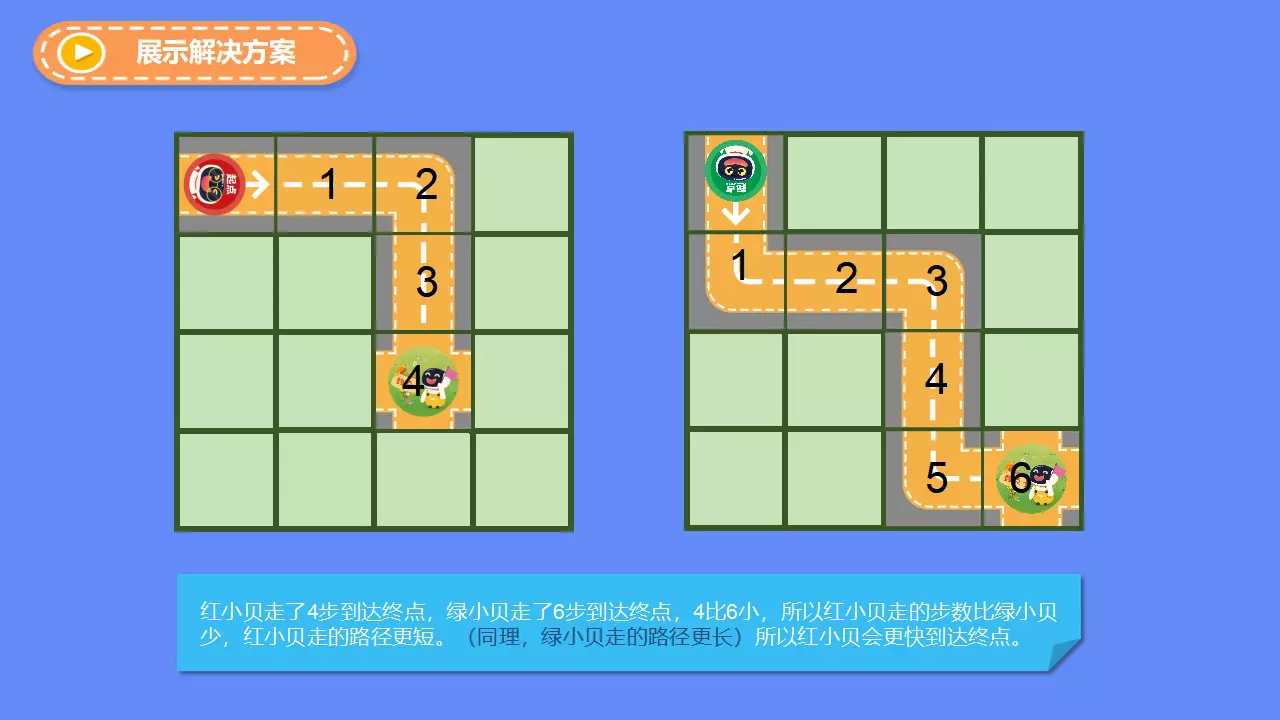 展示解决方案
起点
1
2
3
4
起点
1
2
3
4
5
6
红小贝走了4步到达终点，绿小贝走了6步到达终点，4比6小，所以红小贝走的步数比绿小贝
少，红小贝走的路径更短。（同理，绿小贝走的路径更长）所以红小贝会更快到达终点。